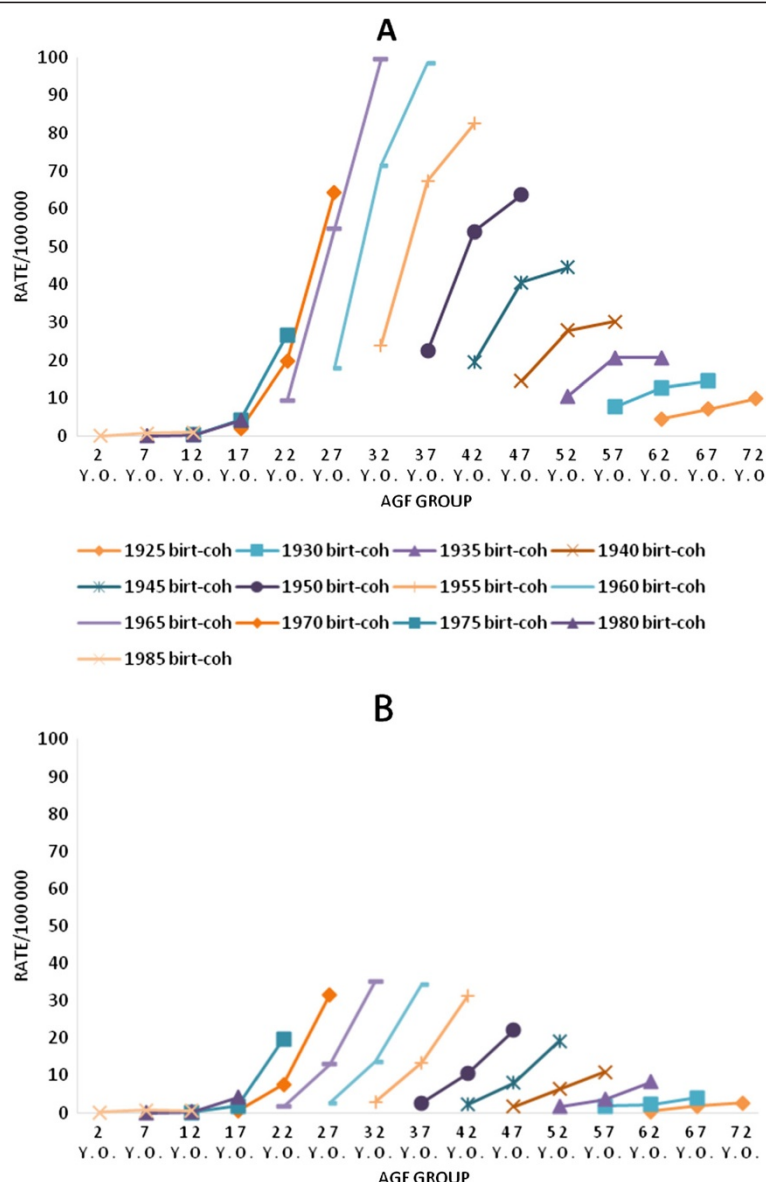 A
100
90
80
70
60
50
40
30
20
10
0
RATE/100 000
2 7 12 17 22 27 32 37 42 47 52 57 62 67 72
Y.O. Y.O. Y.O. Y.O. Y.O. Y.O. Y.O. Y.O. Y.O. Y.O. Y.O. Y.O. Y.O. Y.O. Y.O.
AGE GROUP
1925 birt-coh 1930 birt-coh 1935 birt-coh 1940 birt-coh
1945 birt-coh 1950 birt-coh 1955 birt-coh 1960 birt-coh
1965 birt-coh 1970 birt-coh 1975 birt-coh 1980 birt-coh
1985 birt-coh
B
100
90
80
70
60
50
40
30
20
10
0
RATE/100 000
2 7 12 17 22 27 32 37 42 47 52 57 62 67 72
Y.O. Y.O. Y.O. Y.O. Y.O. Y.O. Y.O. Y.O. Y.O. Y.O. Y.O. Y.O. Y.O. Y.O. Y.O.
AGE GROUP